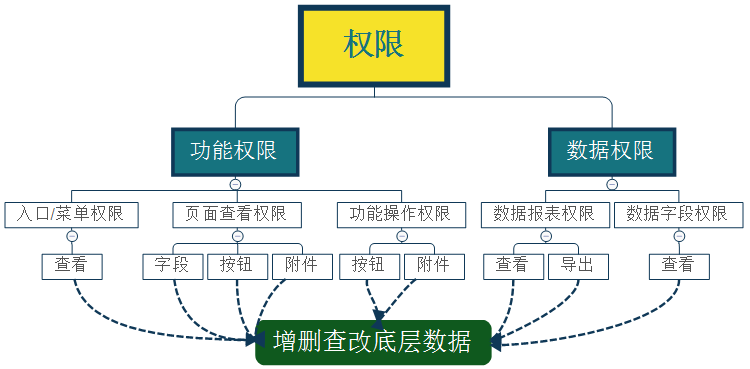 权限
功能权限
数据权限
入口/菜单权限
页面查看权限
功能操作权限
数据报表权限
数据字段权限
查看
字段
按钮
附件
按钮
附件
查看
导出
查看
增删查改底层数据